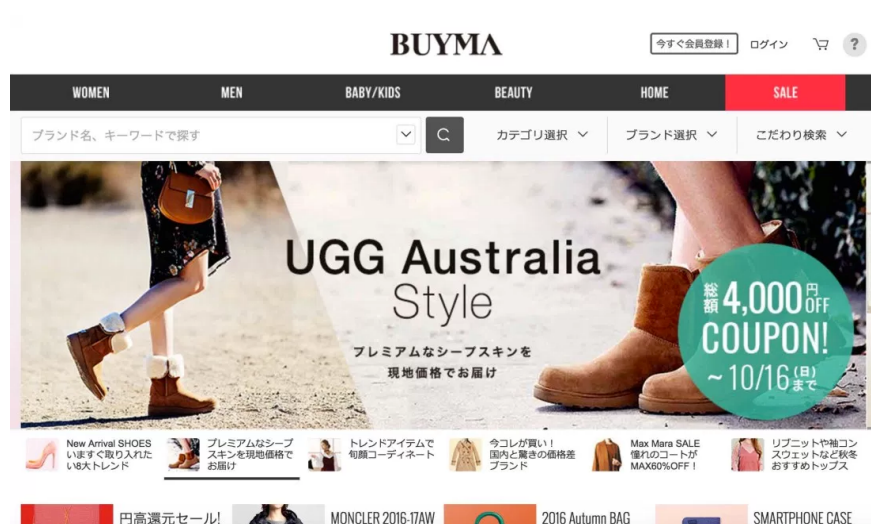 BUYMA
今すぐ会員登録！
ログイン
?
WOMEN
MEN
BABY/KIDS
BEAUTY
HOME
SALE
ブランド名、キーワードで探す
カテゴリ選択
ブランド選択
こだわり検索
UGG Australia
Style
プレミアムなシープスキンを
現地価格でお届け
総額4,000円OFF
COUPON!
～10/16(日)まで
New Arrival SHOES
いますぐ取り入れた
い8大トレンド
プレミアムなシープ
スキンを現地価格で
お届け
トレンドアイテムで
旬顔コーディネート
今コレが買い！
国内と驚きの価格差
ブランド
Max Mara SALE
憧れのコートが
MAX60%OFF！
リブニットや袖コン
スウェットなど秋冬
おすすめトップス
円高還元セール!
MONCLER 2016-17AW
2016 Autumn BAG
SMARTPHONE CASE